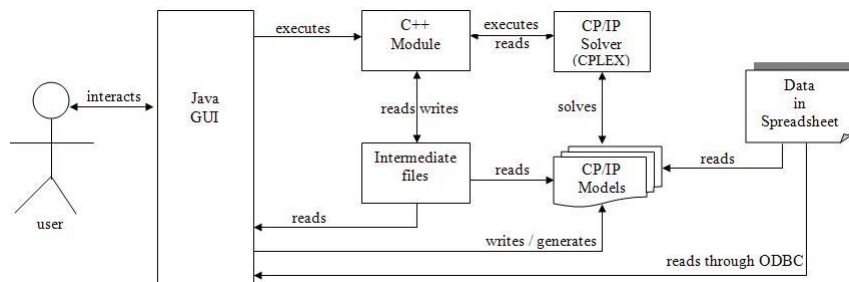 executes
C++
Module
executes
reads
CP/IP
Solver
(CPLEX)
interacts
Java
GUI
reads writes
solves
Data
in
Spreadsheet
Intermediate
files
reads
CP/IP
Models
reads
user
reads
writes / generates
reads through ODBC